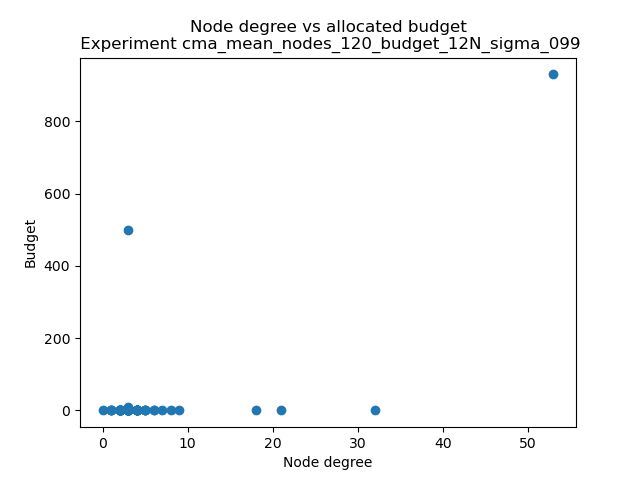 Node degree vs allocated budget
Experiment cma_mean_nodes_120_budget_12N_sigma_099
800
600
400
200
0
Budget
0 10 20 30 40 50
Node degree